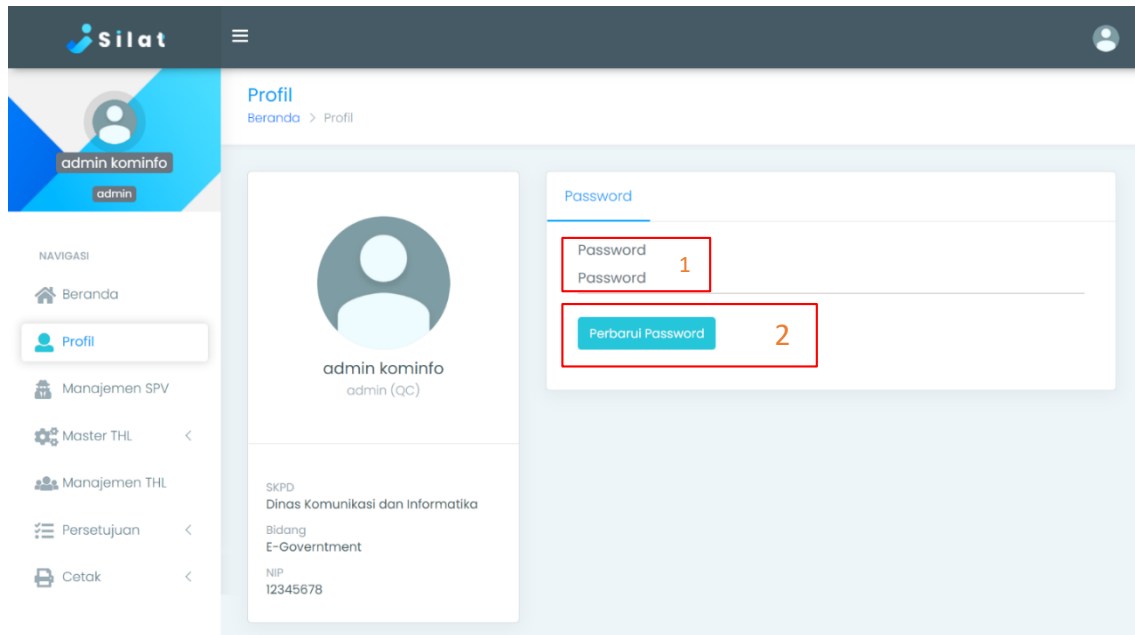 Silat
admin kominfo
admin
NAVIGASI
Beranda
Profil
Manajemen SPV
Master THL
Manajemen THL
Persetujuan
Cetak
Profil
Beranda > Profil
admin kominfo
admin (QC)
SKPD
Dinas Komunikasi dan Informatika
Bidang
E-Governtment
NIP
12345678
Password
Password
1
Password
Perbarui Password
2